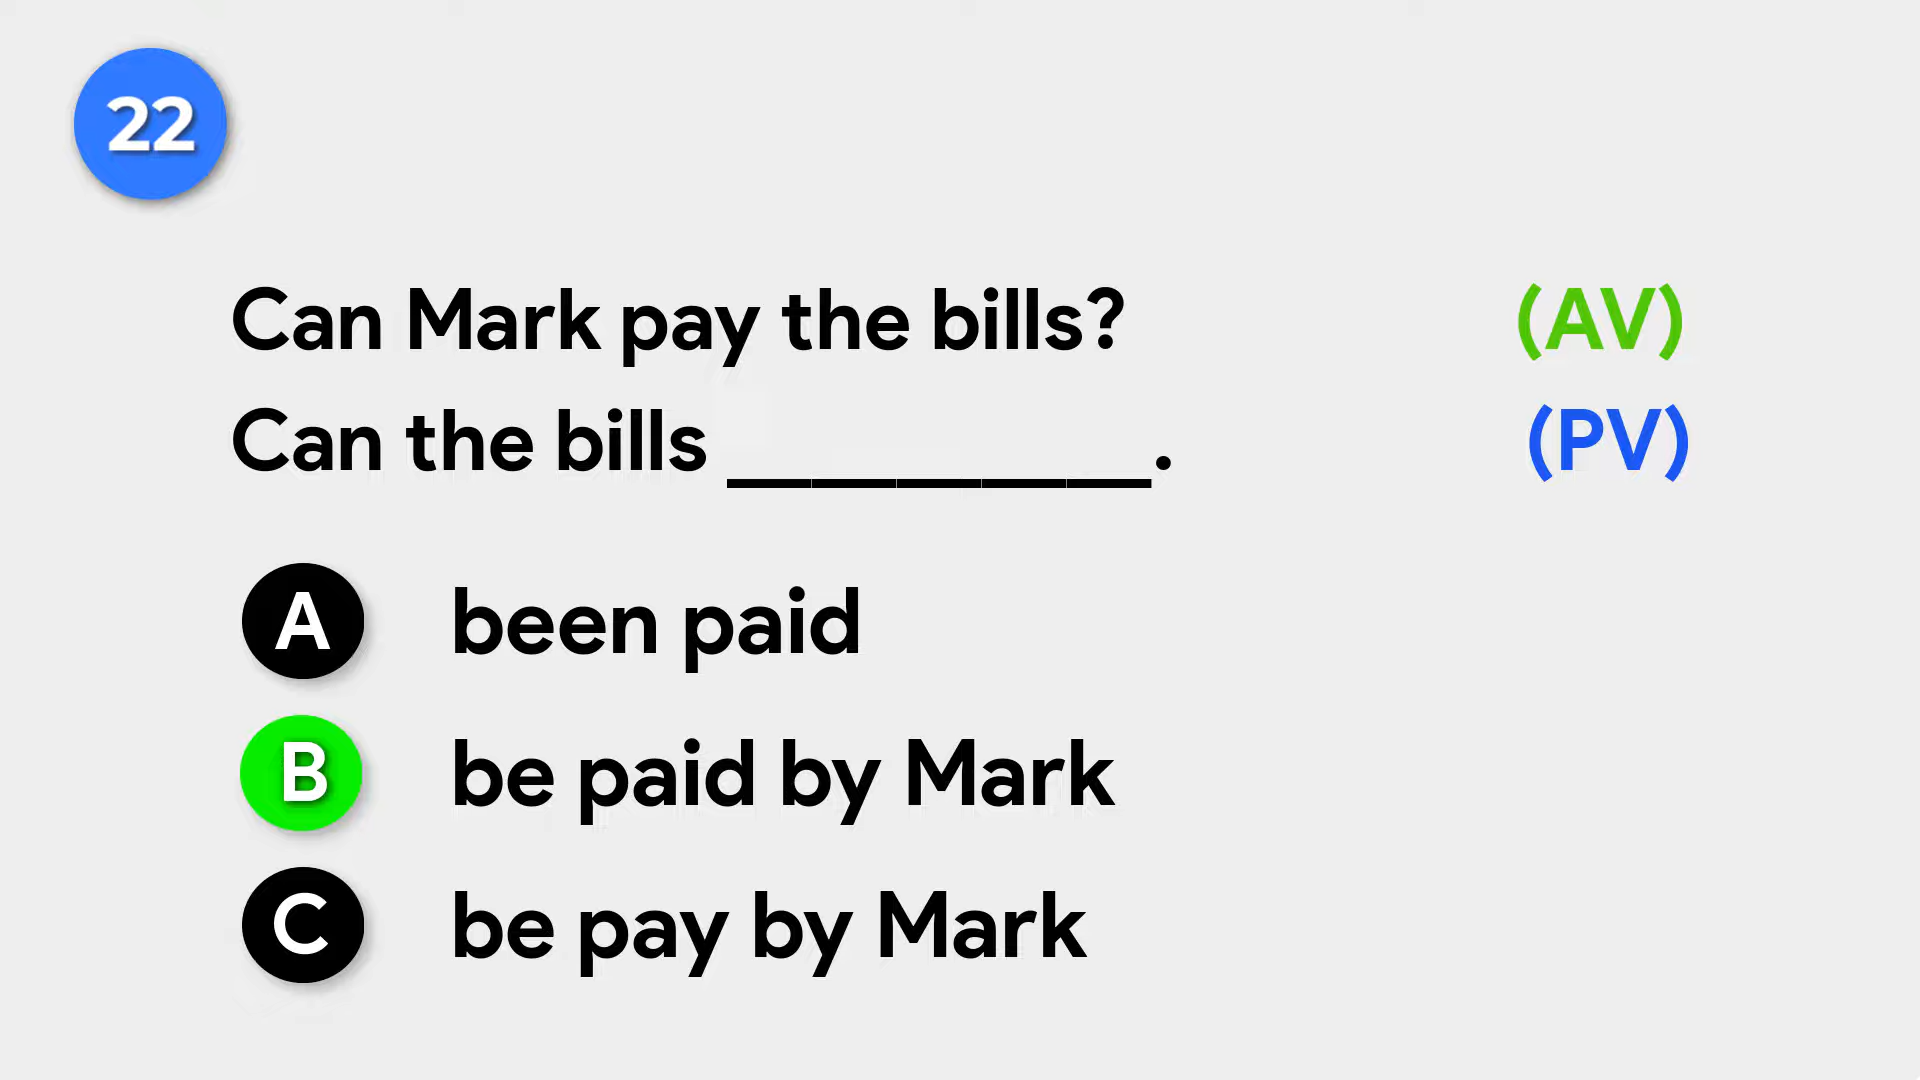 22
Can Mark pay the bills? (AV)
Can the bills _____. (PV)
A been paid
B be paid by Mark
C be pay by Mark